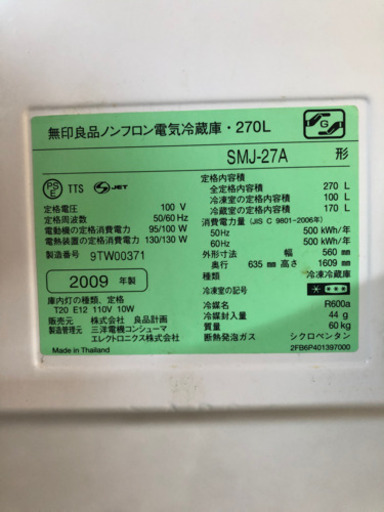 無印良品ノンフロン電気冷蔵庫・270L
G
SMJ-27A 形
PS
E TTS S JET
定格電圧 100 V
定格周波数 50/60 Hz
電動機の定格消費電力 95/100 W
電熱装置の定格消費電力 130/130 W
製造番号 9TW00371
2009 年製
庫内灯の種類、定格
T20 E12 110V 10W
販売元 株式会社 良品計画
製造管理元 三洋電機コンシューマ
エレクトロニクス株式会社
Made in Thailand
定格内容積
全定格内容積 270 L
冷凍室の定格内容積 100 L
冷蔵室の定格内容積 170 L
消費電力量 (JIS C 9801-2006年)
50Hz 500 kWh/年
60Hz 500 kWh/年
外形寸法 幅 560 mm
奥行 635 mm 高さ 1609 mm
種類 冷凍冷蔵庫
冷凍室の記号
冷媒名 R600a
冷媒封入量 44 g
質量 60 kg
断熱発泡ガス シクロペンタン
2FB6P401397000